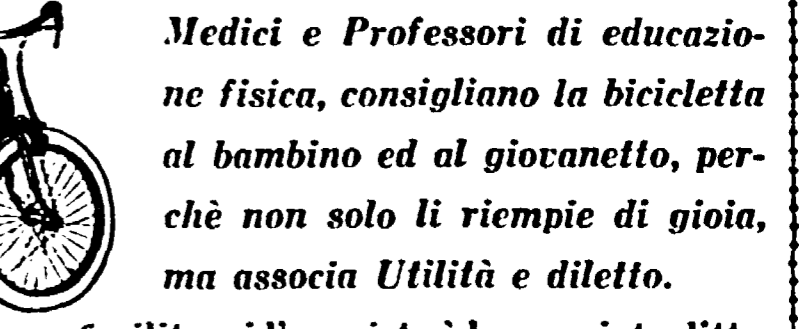 Medici e Professori di educazio-
ne fisica, consigliano la bicicletta
al bambino ed al giovanetto, per-
chè non solo li riempie di gioia,
ma associa Utilità e diletto.